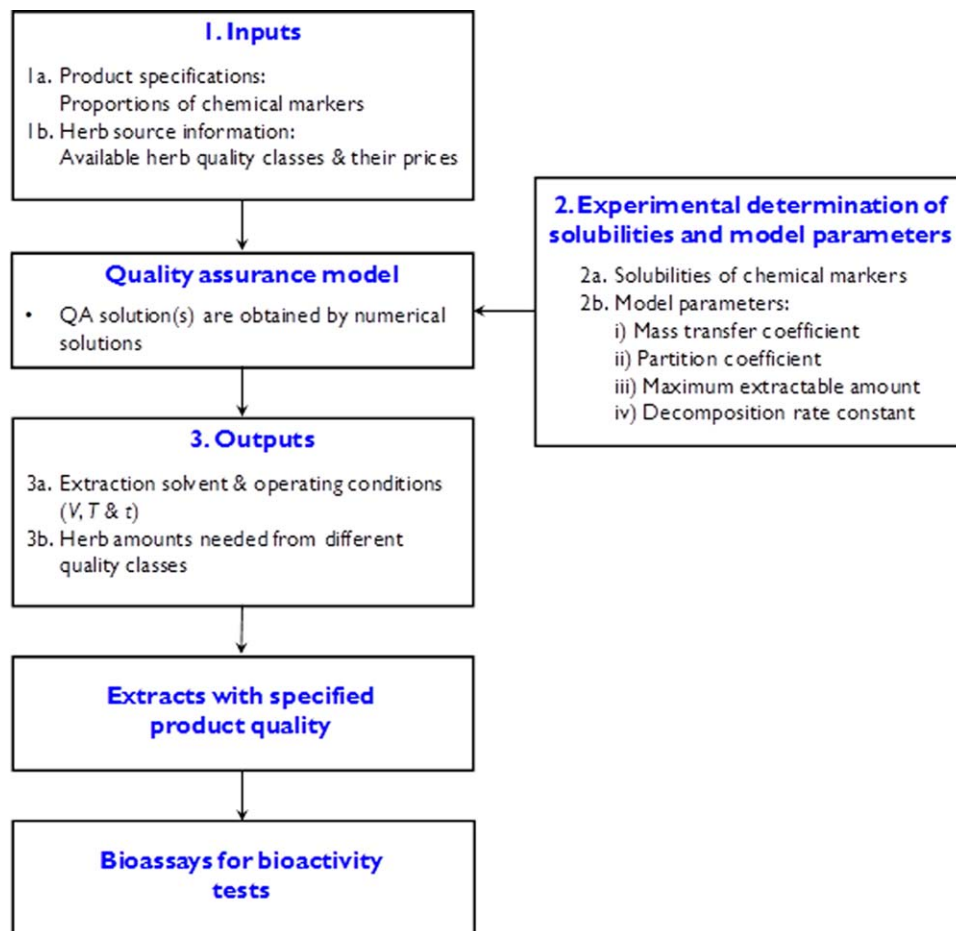 1. Inputs
1a. Product specifications:
Proportions of chemical markers
1b. Herb source information:
Available herb quality classes & their prices
2. Experimental determination of
solubilities and model parameters
2a. Solubilities of chemical markers
2b. Model parameters:
i) Mass transfer coefficient
ii) Partition coefficient
iii) Maximum extractable amount
iv) Decomposition rate constant
Quality assurance model
• QA solution(s) are obtained by numerical
solutions
3. Outputs
3a. Extraction solvent & operating conditions
(V, T & t)
3b. Herb amounts needed from different
quality classes
Extracts with specified
product quality
Bioassays for bioactivity
tests